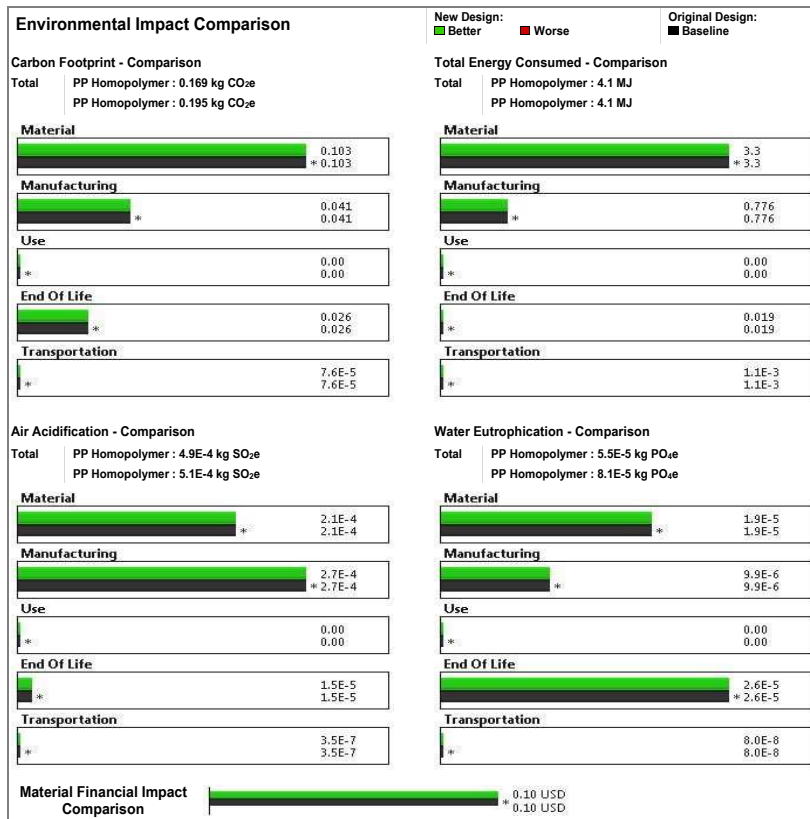 Environmental Impact Comparison
New Design:
Better Worse
Original Design:
Baseline
Carbon Footprint - Comparison
Total PP Homopolymer : 0.169 kg CO₂e
PP Homopolymer : 0.195 kg CO₂e
Material
0.103
* 0.103
Manufacturing
0.041
* 0.041
Use
0.00
* 0.00
End Of Life
0.026
* 0.026
Transportation
7.6E-5
* 7.6E-5
Total Energy Consumed - Comparison
Total PP Homopolymer : 4.1 MJ
PP Homopolymer : 4.1 MJ
Material
3.3
* 3.3
Manufacturing
0.776
* 0.776
Use
0.00
* 0.00
End Of Life
0.019
* 0.019
Transportation
1.1E-3
* 1.1E-3
Air Acidification - Comparison
Total PP Homopolymer : 4.9E-4 kg SO₂e
PP Homopolymer : 5.1E-4 kg SO₂e
Material
2.1E-4
* 2.1E-4
Manufacturing
2.7E-4
* 2.7E-4
Use
0.00
* 0.00
End Of Life
1.5E-5
* 1.5E-5
Transportation
3.5E-7
* 3.5E-7
Water Eutrophication - Comparison
Total PP Homopolymer : 5.5E-5 kg PO₄e
PP Homopolymer : 8.1E-5 kg PO₄e
Material
1.9E-5
* 1.9E-5
Manufacturing
9.9E-6
* 9.9E-6
Use
0.00
* 0.00
End Of Life
2.6E-5
* 2.6E-5
Transportation
8.0E-8
* 8.0E-8
Material Financial Impact
Comparison
0.10 USD
* 0.10 USD